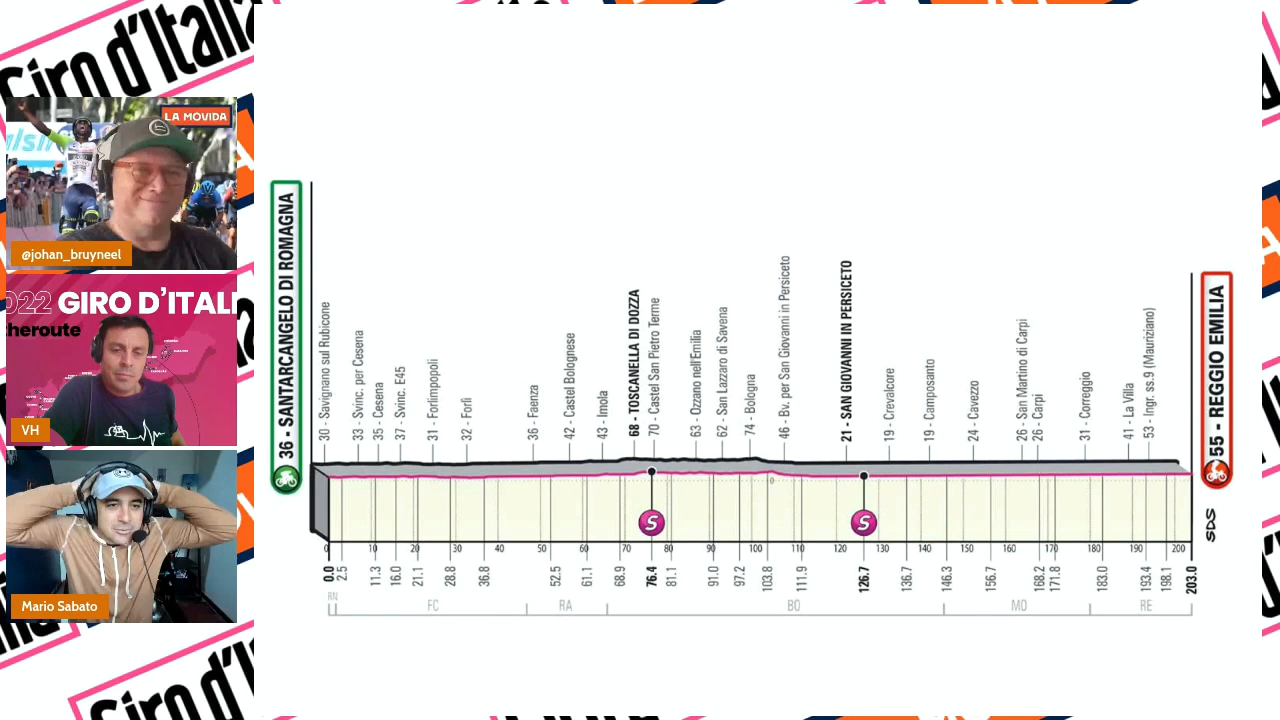 Giro d'Italia
LA MOVIDA
@johan_bruyneel
2022 GIRO D'ITALI
theroute
VH
Mario Sabato
Giro d'I
36 - SANTARCANGELO DI ROMAGNA
30 - Savignano sul Rubicone
33 - Svinc. per Cesena
35 - Cesena
37 - Svinc. E45
31 - Forlimpopoli
32 - Forlì
36 - Faenza
42 - Castel Bolognese
43 - Imola
68 - TOSCANELLA DI DOZZA
70 - Castel San Pietro Terme
63 - Ozzano nell'Emilia
62 - San Lazzaro di Savena
74 - Bologna
46 - Bv. per San Giovanni in Persiceto
21 - SAN GIOVANNI IN PERSICETO
19 - Crevalcore
19 - Camposanto
24 - Cavezzo
26 - San Martino di Carpi
26 - Carpi
31 - Correggio
41 - La Villa
53 - Ingr. ss.9 (Mauriziano)
55 - REGGIO EMILIA
SDS
0
S
S
0 10 20 30 40 50 60 70 80 90 100 110 120 130 140 150 160 170 180 190 200
0.0 2.5 11.3 16.0 21.1 28.8 36.8 52.5 61.1 68.9 76.4 81.1 91.0 97.2 103.8 111.9 126.7 136.7 146.3 156.7 168.2 171.8 183.0 193.4 198.1 203.0
RN FC RA BO MO RE